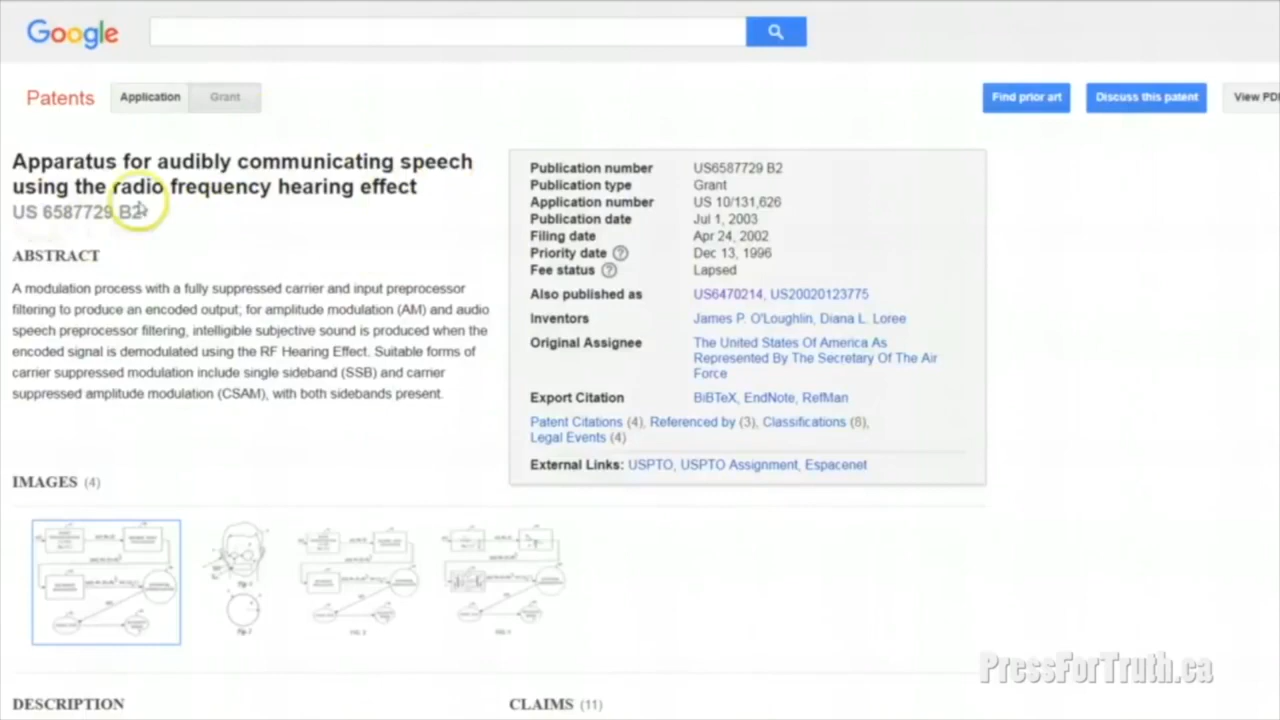 Google
Patents
Application
Grant
Find prior art
Discuss this patent
View PD
Apparatus for audibly communicating speech
using the radio frequency hearing effect
US 6587729 B2
ABSTRACT
A modulation process with a fully suppressed carrier and input preprocessor
filtering to produce an encoded output; for amplitude modulation (AM) and audio
speech preprocessor filtering, intelligible subjective sound is produced when the
encoded signal is demodulated using the RF Hearing Effect. Suitable forms of
carrier suppressed modulation include single sideband (SSB) and carrier
suppressed amplitude modulation (CSAM), with both sidebands present.
Publication number US6587729 B2
Publication type Grant
Application number US 10/131,626
Publication date Jul 1, 2003
Filing date Apr 24, 2002
Priority date ? Dec 13, 1996
Fee status ? Lapsed
Also published as US6470214, US20020123775
Inventors James P. O'Loughlin, Diana L. Loree
Original Assignee The United States Of America As
Represented By The Secretary Of The Air
Force
Export Citation BiBTeX, EndNote, RefMan
Patent Citations (4), Referenced by (3), Classifications (8),
Legal Events (4)
External Links: USPTO, USPTO Assignment, Espacenet
IMAGES (4)
DESCRIPTION
CLAIMS (11)
PressForTruth.ca